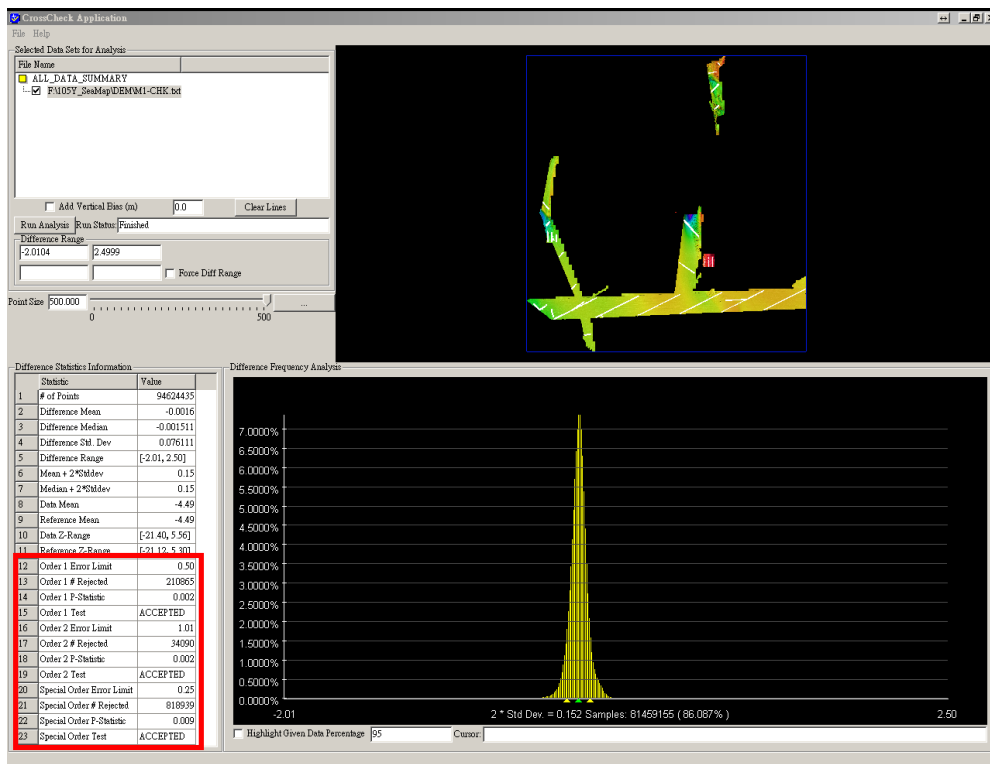 CrossCheck Application
File Help
Selected Data Sets for Analysis
File Name
ALL_DATA_SUMMARY
F:\105Y_SeaMap\DEM\M1-CHK.txt
Add Vertical Bias (m) 0.0 Clear Lines
Run Analysis Run Status: Finished
Difference Range
-2.0104 2.4999
Force Diff Range
Point Size 500.000 ...
0 500
Difference Statistics Information
Statistic Value
1 # of Points 94624435
2 Difference Mean -0.0016
3 Difference Median -0.001511
4 Difference Std. Dev 0.076111
5 Difference Range [-2.01, 2.50]
6 Mean + 2*Stddev 0.15
7 Median + 2*Stddev 0.15
8 Data Mean -4.49
9 Reference Mean -4.49
10 Data Z-Range [-21.40, 5.56]
11 Reference Z-Range [-21.12, 5.30]
12 Order 1 Error Limit 0.50
13 Order 1 # Rejected 210865
14 Order 1 P-Statistic 0.002
15 Order 1 Test ACCEPTED
16 Order 2 Error Limit 1.01
17 Order 2 # Rejected 34090
18 Order 2 P-Statistic 0.002
19 Order 2 Test ACCEPTED
20 Special Order Error Limit 0.25
21 Special Order # Rejected 818939
22 Special Order P-Statistic 0.009
23 Special Order Test ACCEPTED
Difference Frequency Analysis
7.0000%
6.5000%
6.0000%
5.5000%
5.0000%
4.5000%
4.0000%
3.5000%
3.0000%
2.5000%
2.0000%
1.5000%
1.0000%
0.5000%
0.0000%
-2.01 2 * Std Dev. = 0.152 Samples: 81459155 ( 86.087% ) 2.50
Highlight Given Data Percentage 95 Cursor: